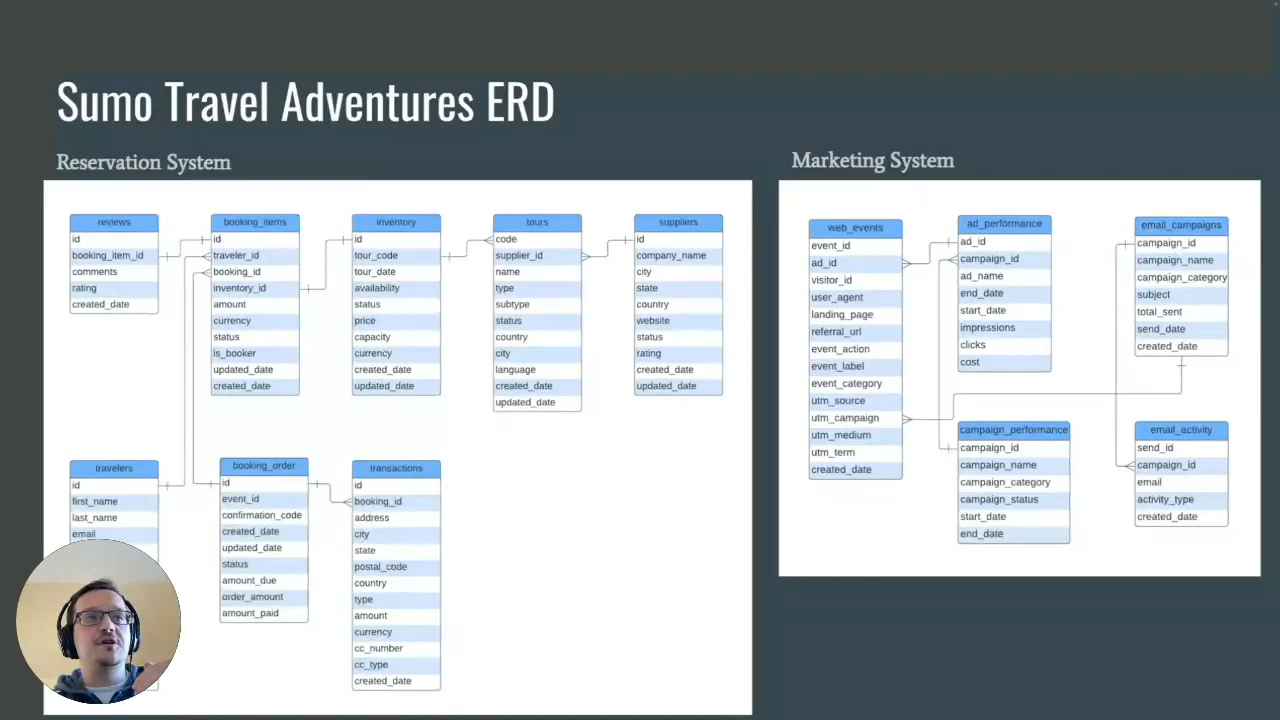 Sumo Travel Adventures ERD
Reservation System
reviews
id
booking_item_id
comments
rating
created_date
booking_items
id
traveler_id
booking_id
inventory_id
amount
currency
status
is_booker
updated_date
created_date
inventory
id
tour_code
tour_date
availability
status
price
capacity
currency
created_date
updated_date
tours
code
supplier_id
name
type
subtype
status
country
city
language
created_date
updated_date
suppliers
id
company_name
city
state
country
website
status
rating
created_date
updated_date
travelers
id
first_name
last_name
email
booking_order
id
event_id
confirmation_code
created_date
updated_date
status
amount_due
order_amount
amount_paid
transactions
id
booking_id
address
city
state
postal_code
country
type
amount
currency
cc_number
cc_type
created_date
Marketing System
web_events
event_id
ad_id
visitor_id
user_agent
landing_page
referral_url
event_action
event_label
event_category
utm_source
utm_campaign
utm_medium
utm_term
created_date
ad_performance
ad_id
campaign_id
ad_name
end_date
start_date
impressions
clicks
cost
email_campaigns
campaign_id
campaign_name
campaign_category
subject
total_sent
send_date
created_date
campaign_performance
campaign_id
campaign_name
campaign_category
campaign_status
start_date
end_date
email_activity
send_id
campaign_id
email
activity_type
created_date